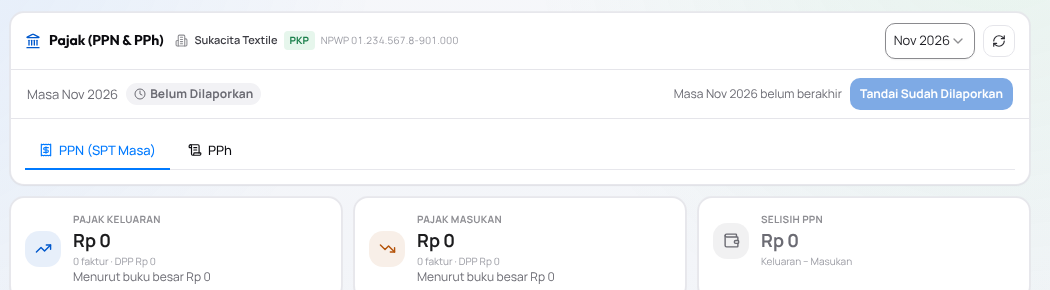 Pajak (PPN & PPh) Sukacita Textile PKP NPWP 01.234.567.8-901.000 Nov 2026
Masa Nov 2026 Belum Dilaporkan Masa Nov 2026 belum berakhir Tandai Sudah Dilaporkan
PPN (SPT Masa) PPh
PAJAK KELUARAN
Rp 0
0 faktur · DPP Rp 0
Menurut buku besar Rp 0
PAJAK MASUKAN
Rp 0
0 faktur · DPP Rp 0
Menurut buku besar Rp 0
SELISIH PPN
Rp 0
Keluaran – Masukan